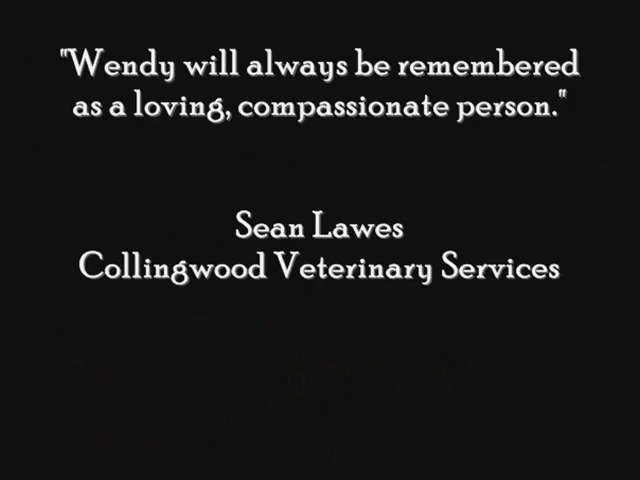 "Wendy will always be remembered
as a loving, compassionate person."
Sean Lawes
Collingwood Veterinary Services